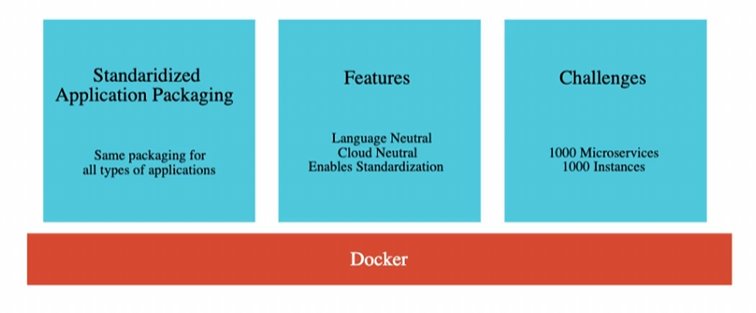 Standaridized
Application Packaging
Same packaging for
all types of applications
Features
Language Neutral
Cloud Neutral
Enables Standardization
Challenges
1000 Microservices
1000 Instances
Docker